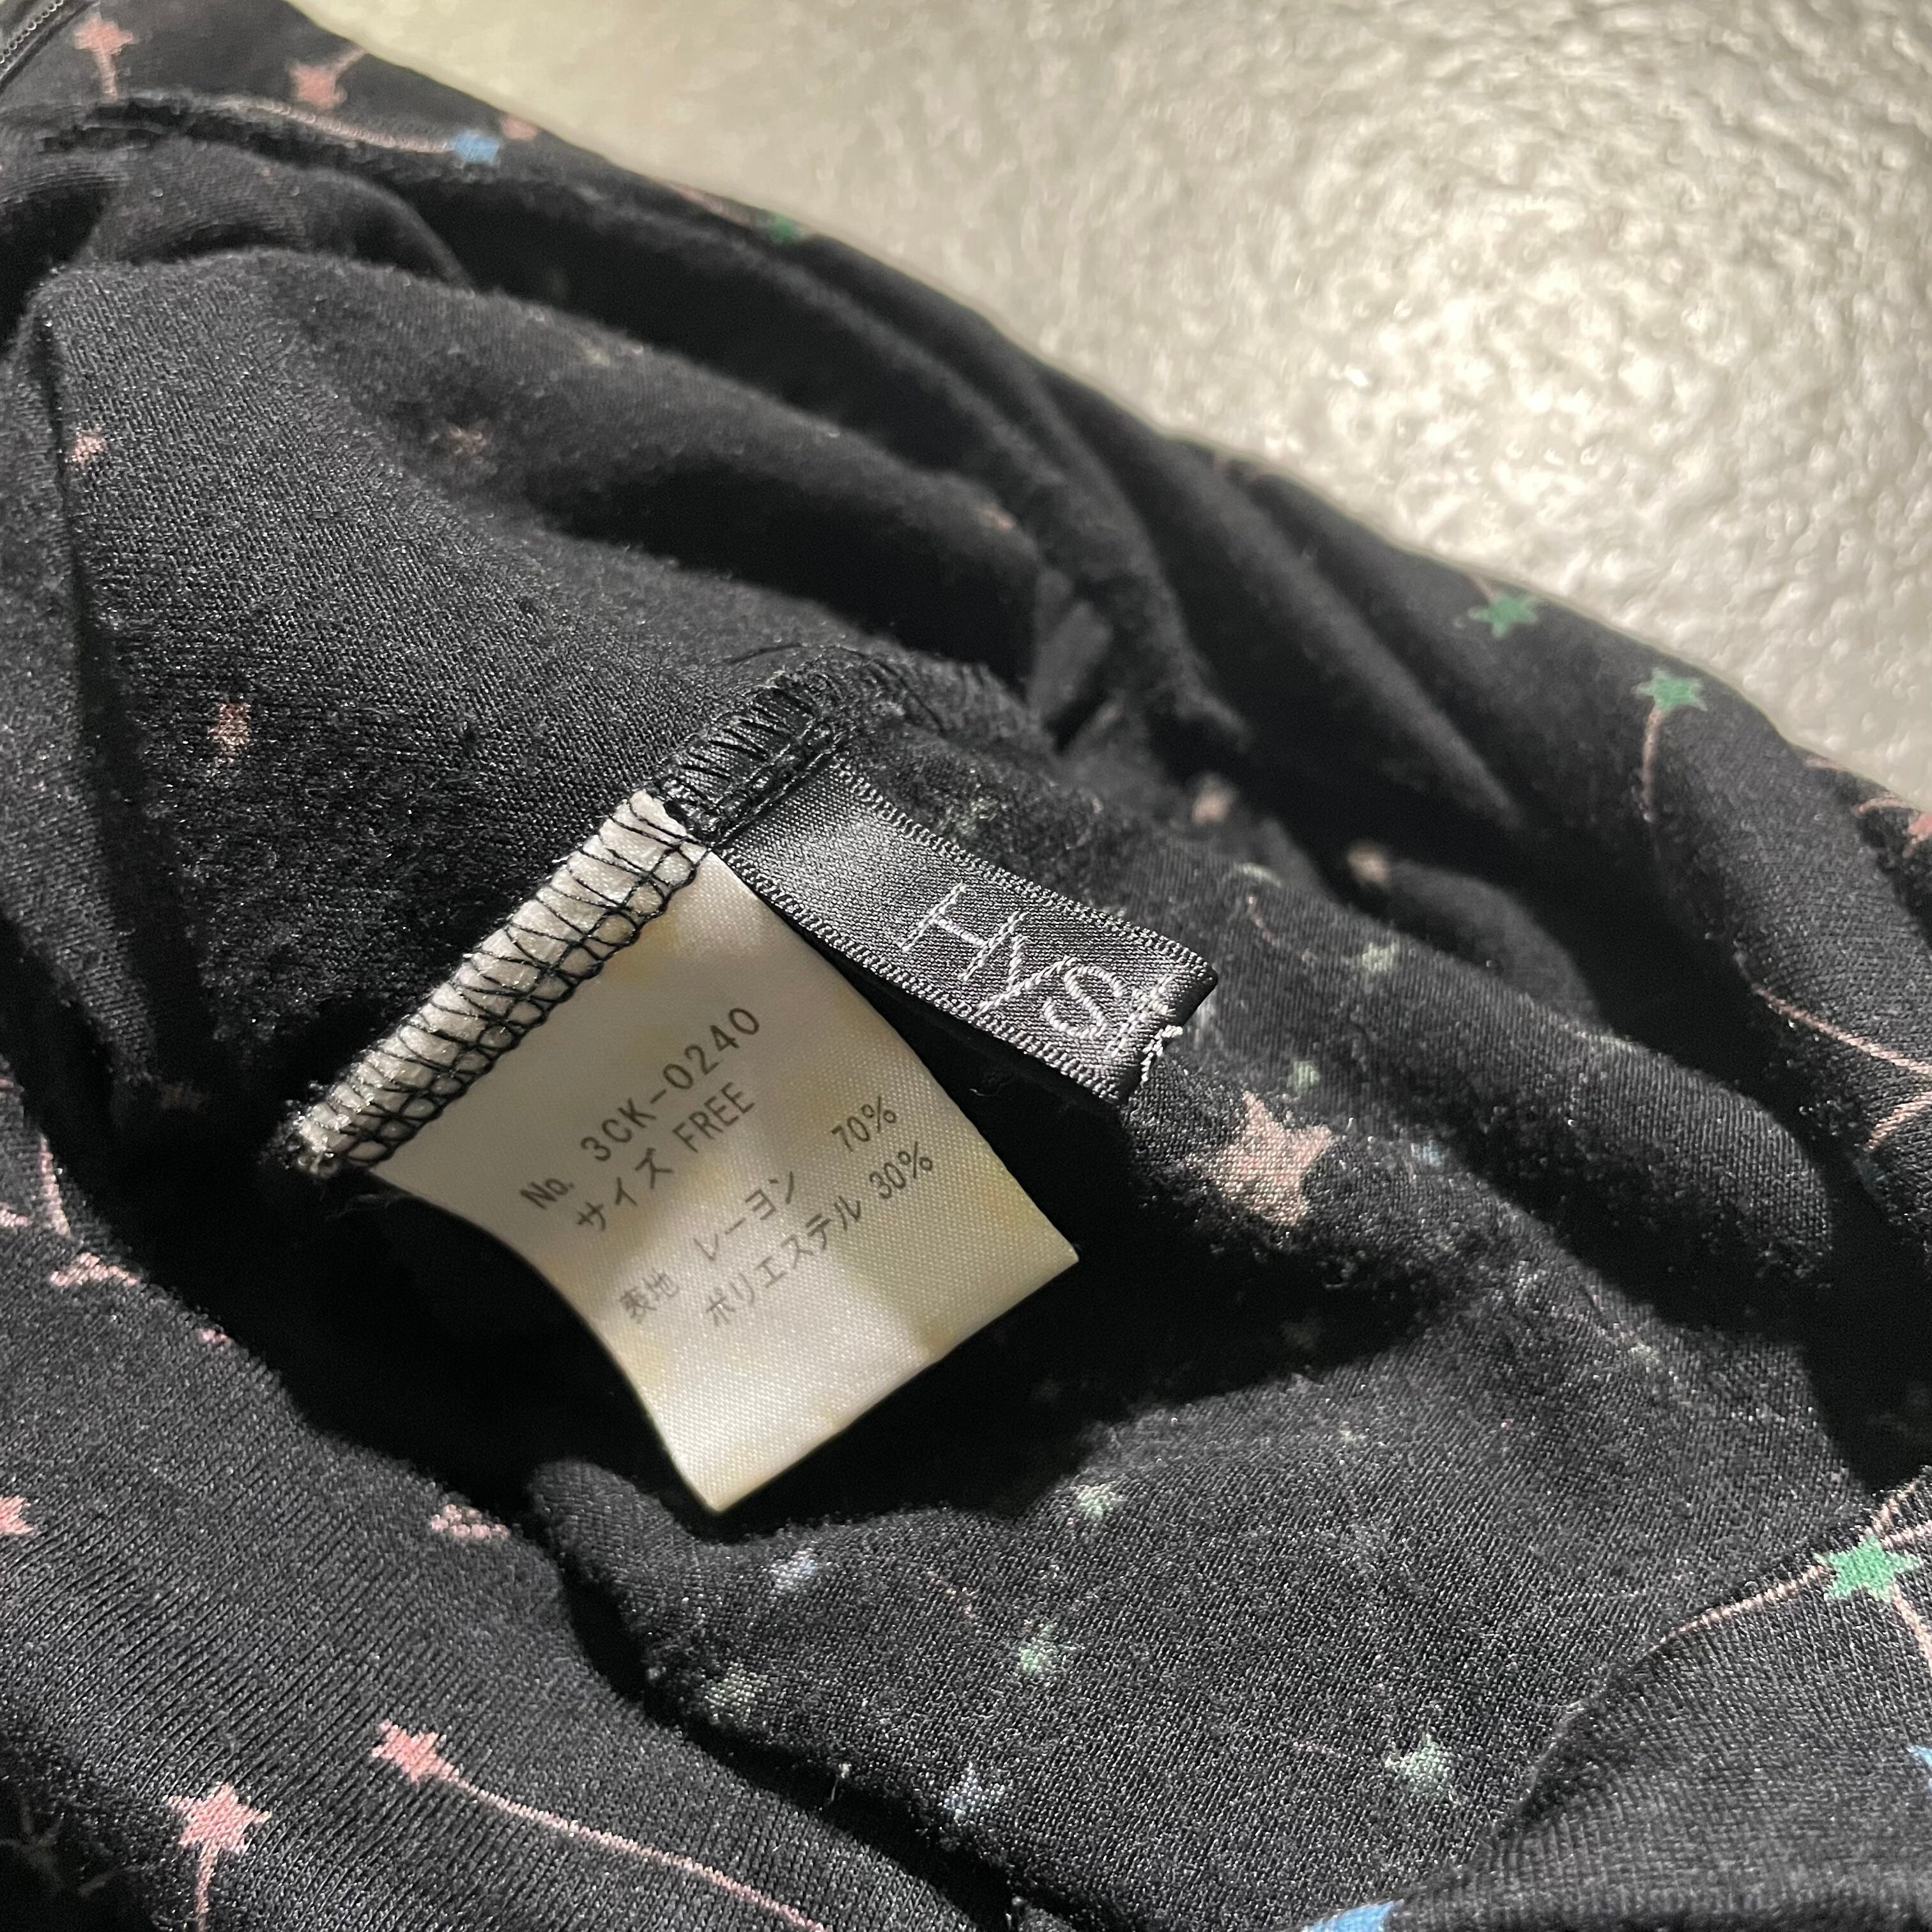 HYST
No. 3CK-0240
サイズ FREE
表地 レーヨン 70%
ポリエステル 30%